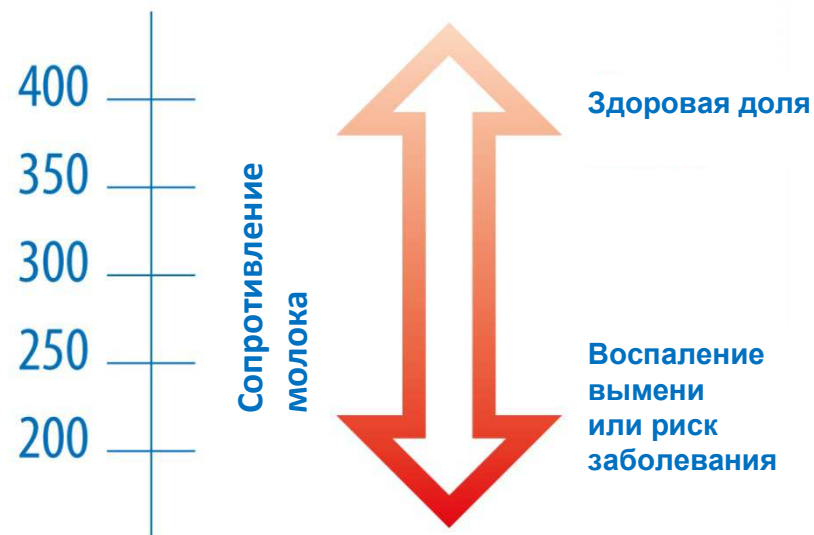 400
350
300
250
200
Сопротивление
молока
Здоровая доля
Воспаление
вымени
или риск
заболевания